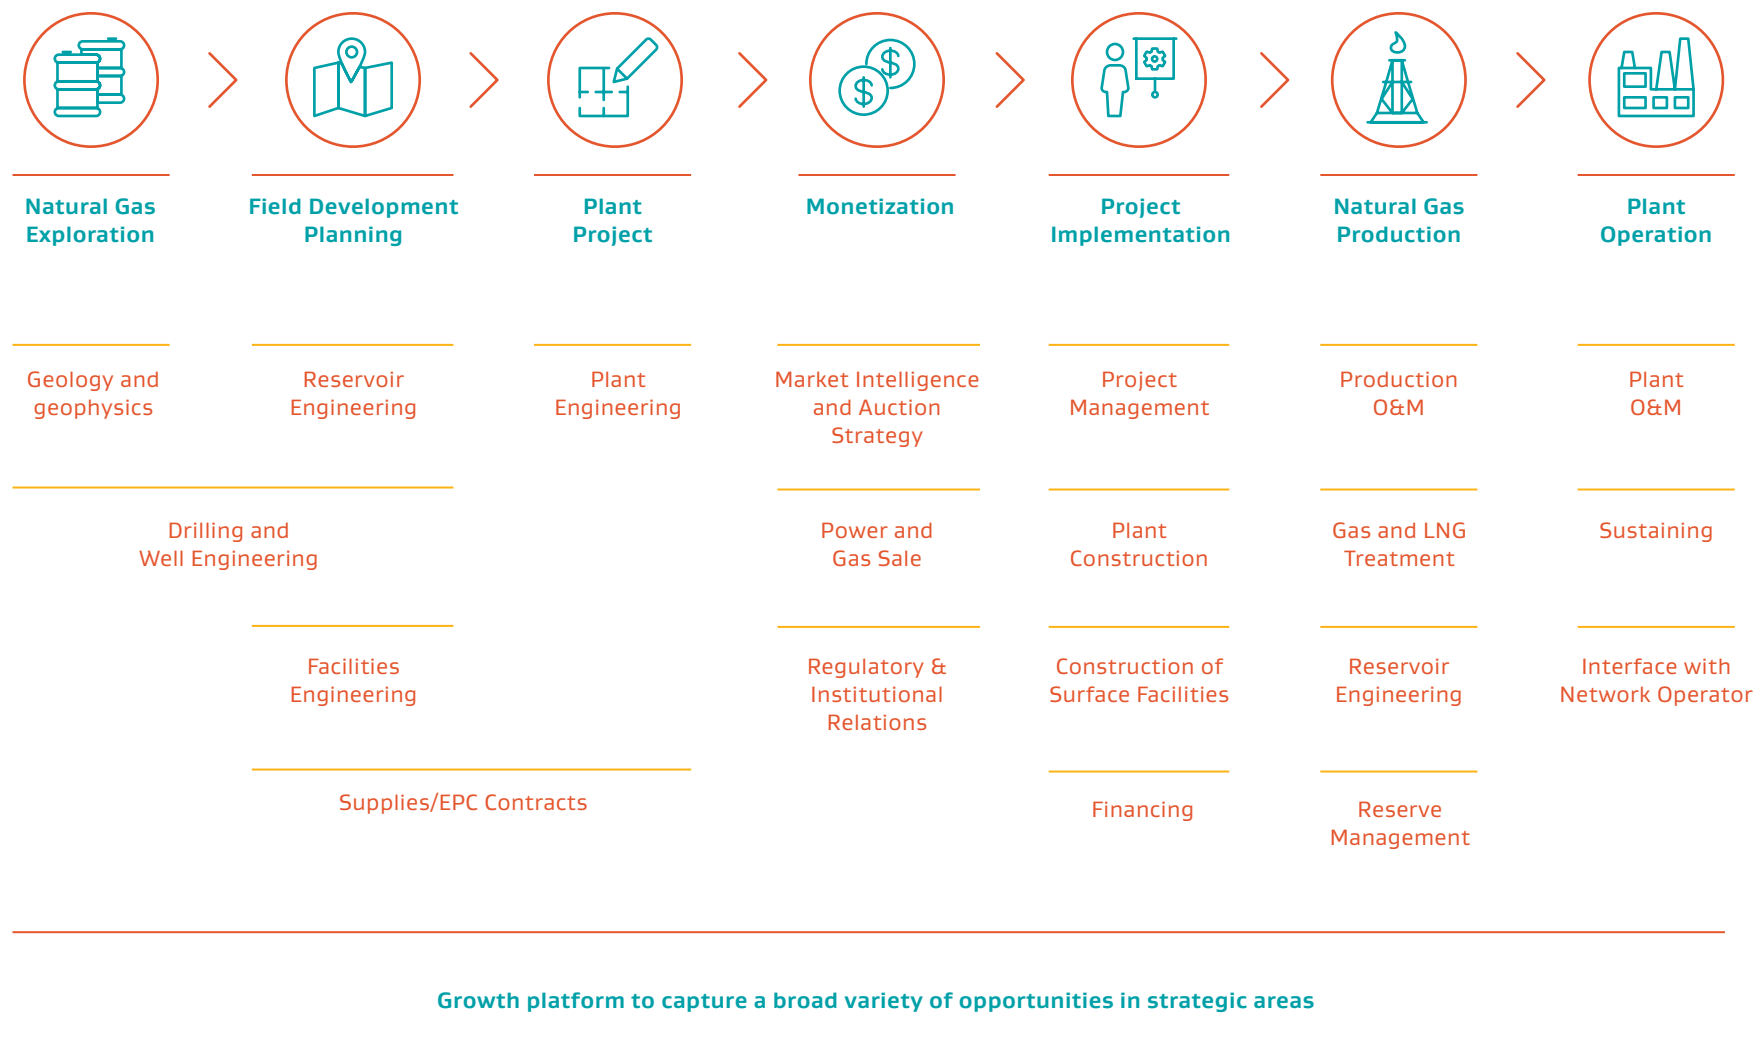 Natural Gas
Exploration
Field Development
Planning
Plant
Project
Monetization
Project
Implementation
Natural Gas
Production
Plant
Operation
Geology and
geophysics
Reservoir
Engineering
Plant
Engineering
Market Intelligence
and Auction
Strategy
Project
Management
Production
O&M
Plant
O&M
Drilling and
Well Engineering
Power and
Gas Sale
Plant
Construction
Gas and LNG
Treatment
Sustaining
Facilities
Engineering
Regulatory &
Institutional
Relations
Construction of
Surface Facilities
Reservoir
Engineering
Interface with
Network Operator
Supplies/EPC Contracts
Financing
Reserve
Management
Growth platform to capture a broad variety of opportunities in strategic areas